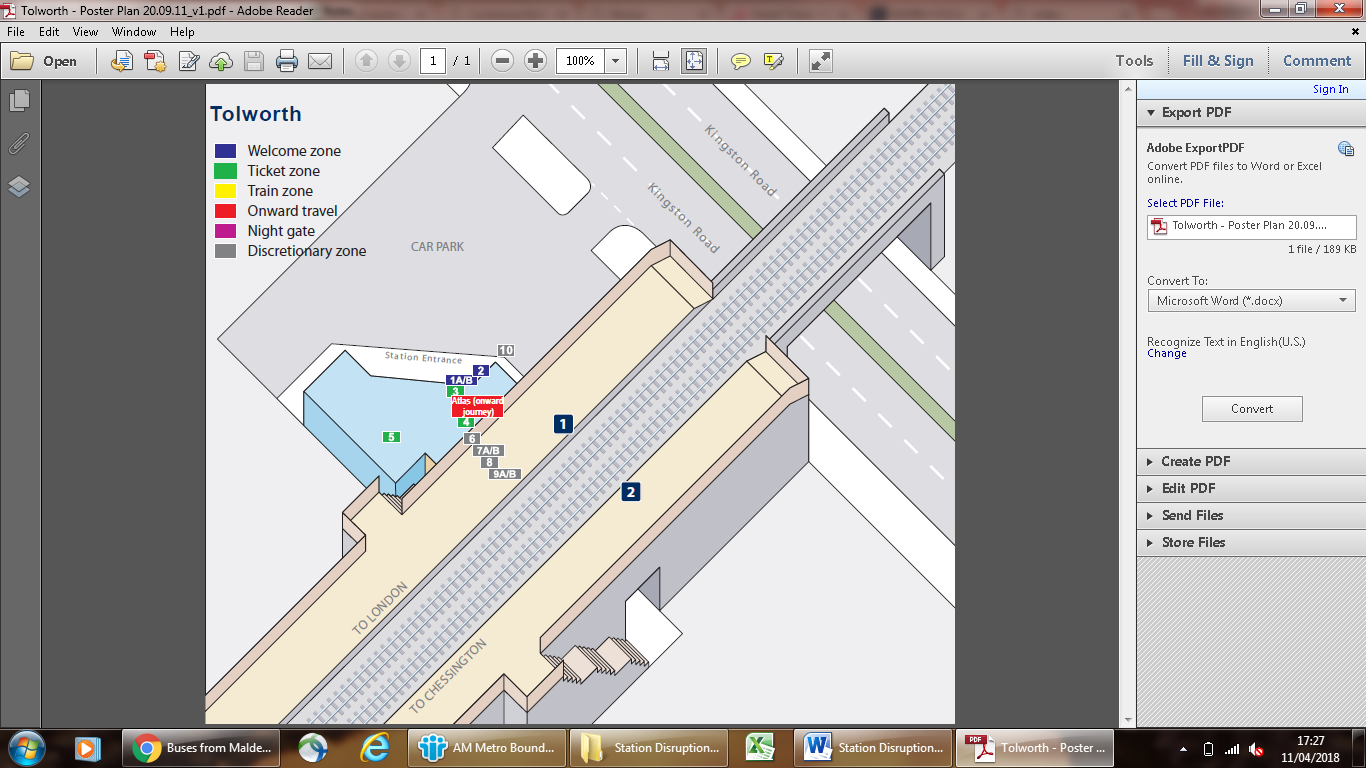 Tolworth - Poster Plan 20.09.11_v1.pdf - Adobe Reader
File Edit View Window Help
Open
1 / 1
100%
Tools
Fill & Sign
Comment
Sign In
Export PDF
Adobe ExportPDF
Convert PDF files to Word or Excel
online.
Select PDF File:
Tolworth - Poster Plan 20.09....
1 file / 189 KB
Convert To:
Microsoft Word (*.docx)
Recognize Text in English(U.S.)
Change
Convert
Create PDF
Edit PDF
Send Files
Store Files
Tolworth
Welcome zone
Ticket zone
Train zone
Onward travel
Night gate
Discretionary zone
CAR PARK
Kingston Road
Kingston Road
Station Entrance
10
2
1A/B
3
Atlas (onward
journey)
4
5
6
7A/B
8
9A/B
1
2
TO LONDON
TO CHESSINGTON
Buses from Malde...
AM Metro Bound...
Station Disruption...
Station Disruption...
PDF
Tolworth - Poster ...
17:27
11/04/2018